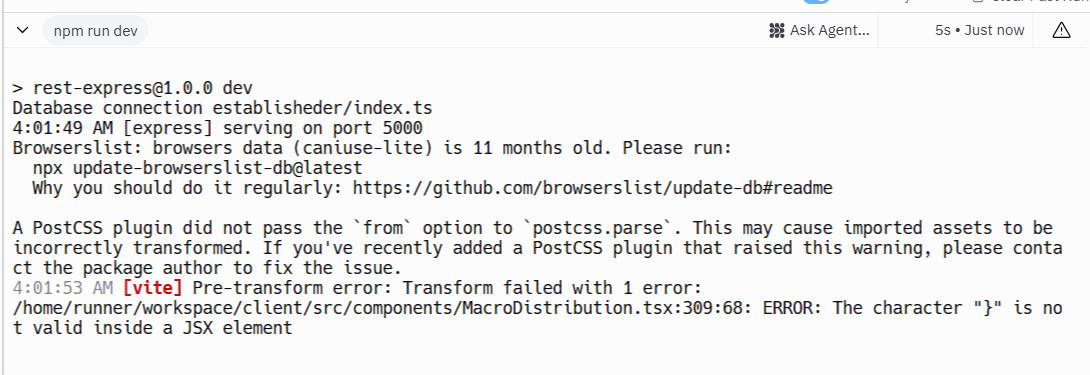 npm run dev
Ask Agent...
5s • Just now
> rest-express@1.0.0 dev
Database connection establisheder/index.ts
4:01:49 AM [express] serving on port 5000
Browserslist: browsers data (caniuse-lite) is 11 months old. Please run:
npx update-browserslist-db@latest
Why you should do it regularly: https://github.com/browserslist/update-db#readme
A PostCSS plugin did not pass the `from` option to `postcss.parse`. This may cause imported assets to be
incorrectly transformed. If you've recently added a PostCSS plugin that raised this warning, please conta
ct the package author to fix the issue.
4:01:53 AM [vite] Pre-transform error: Transform failed with 1 error:
/home/runner/workspace/client/src/components/MacroDistribution.tsx:309:68: ERROR: The character "}" is no
t valid inside a JSX element